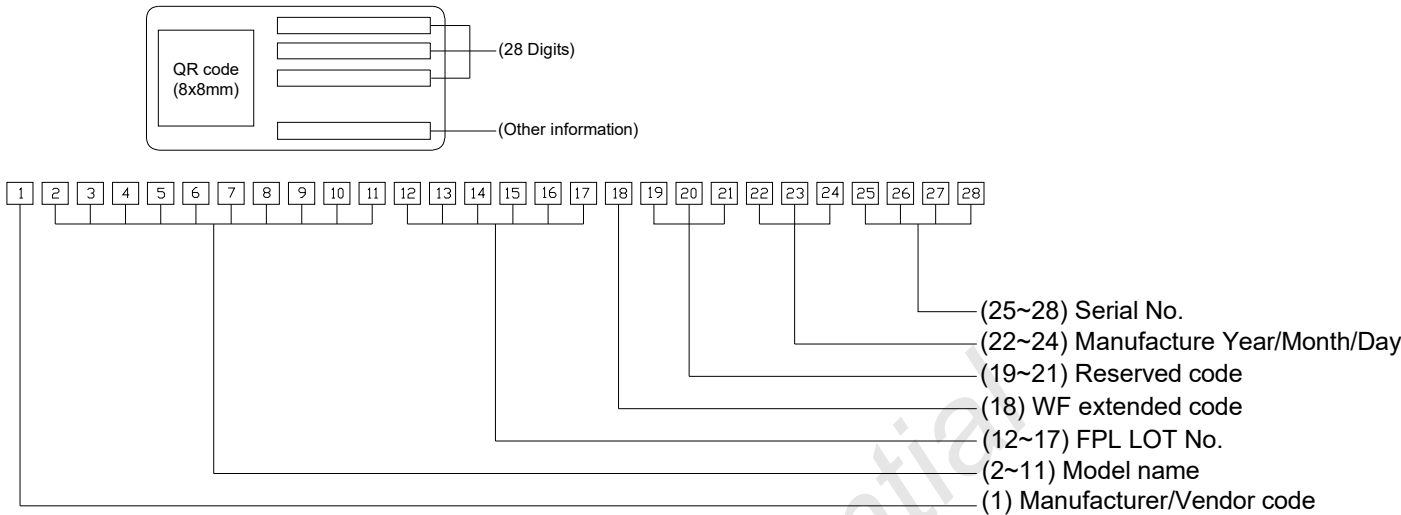 QR code
(8x8mm)
(28 Digits)
(Other information)
1 2 3 4 5 6 7 8 9 10 11 12 13 14 15 16 17 18 19 20 21 22 23 24 25 26 27 28
(25~28) Serial No.
(22~24) Manufacture Year/Month/Day
(19~21) Reserved code
(18) WF extended code
(12~17) FPL LOT No.
(2~11) Model name
(1) Manufacturer/Vendor code